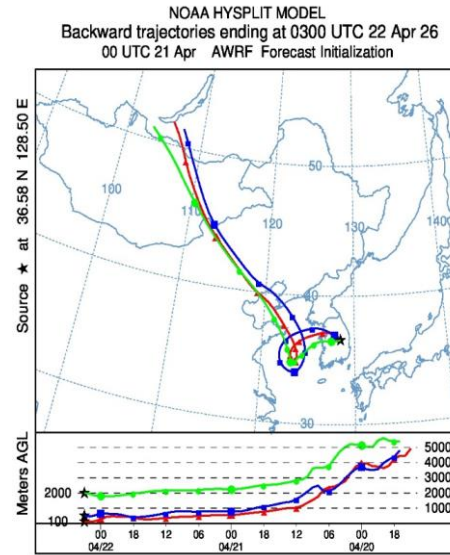 NOAA HYSPLIT MODEL
Backward trajectories ending at 0300 UTC 22 Apr 26
00 UTC 21 Apr AWRF Forecast Initialization
Source ★ at 36.58 N 128.50 E
100
110
120
130
140
50
40
30
Meters AGL
2000
100
5000
4000
3000
2000
1000
00 18 12 06 00 18 12 06 00 18
04/22 04/21 04/20